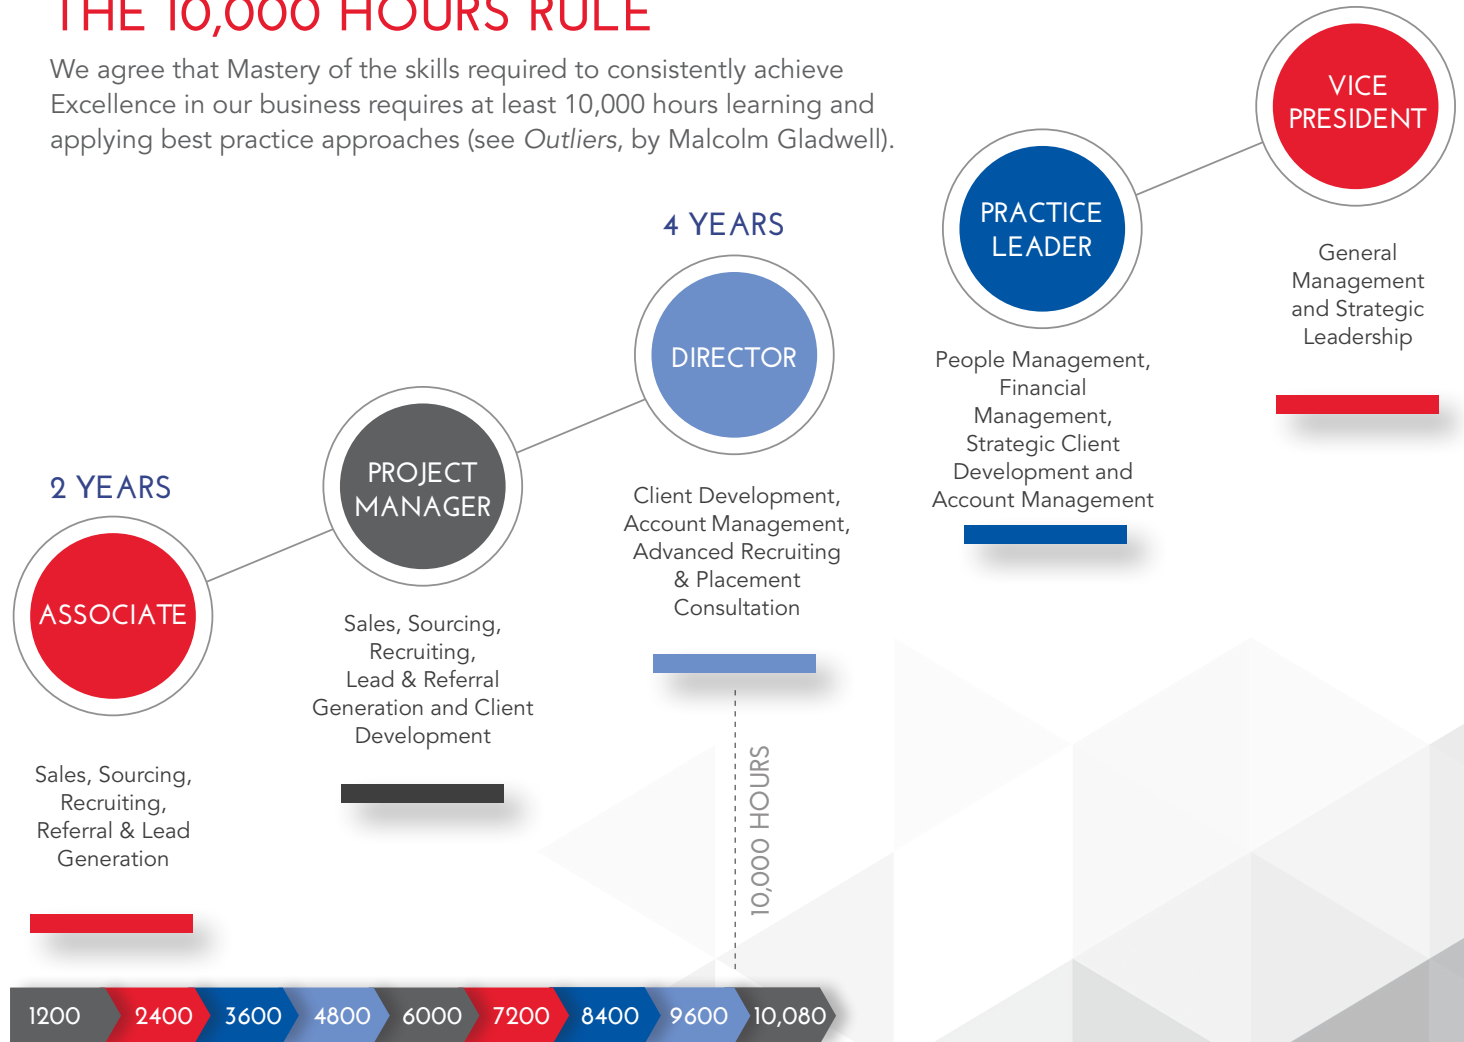 THE 10,000 HOURS RULE
We agree that Mastery of the skills required to consistently achieve
Excellence in our business requires at least 10,000 hours learning and
applying best practice approaches (see Outliers, by Malcolm Gladwell).
2 YEARS
ASSOCIATE
Sales, Sourcing,
Recruiting,
Referral & Lead
Generation
PROJECT
MANAGER
Sales, Sourcing,
Recruiting,
Lead & Referral
Generation and Client
Development
4 YEARS
DIRECTOR
Client Development,
Account Management,
Advanced Recruiting
& Placement
Consultation
PRACTICE
LEADER
People Management,
Financial
Management,
Strategic Client
Development and
Account Management
VICE
PRESIDENT
General
Management
and Strategic
Leadership
10,000 HOURS
1200 2400 3600 4800 6000 7200 8400 9600 10,080